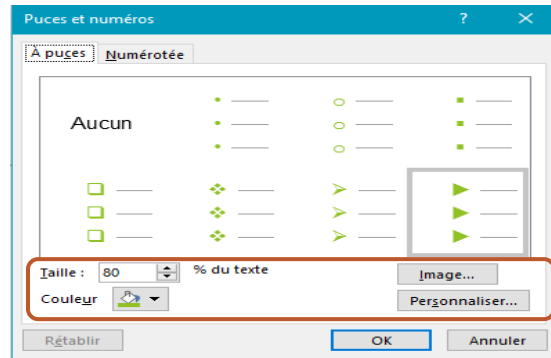 Puces et numéros ? ×
À puces Numérotée
Aucun
Taille : 80 % du texte Image...
Couleur Personnaliser...
Rétablir OK Annuler